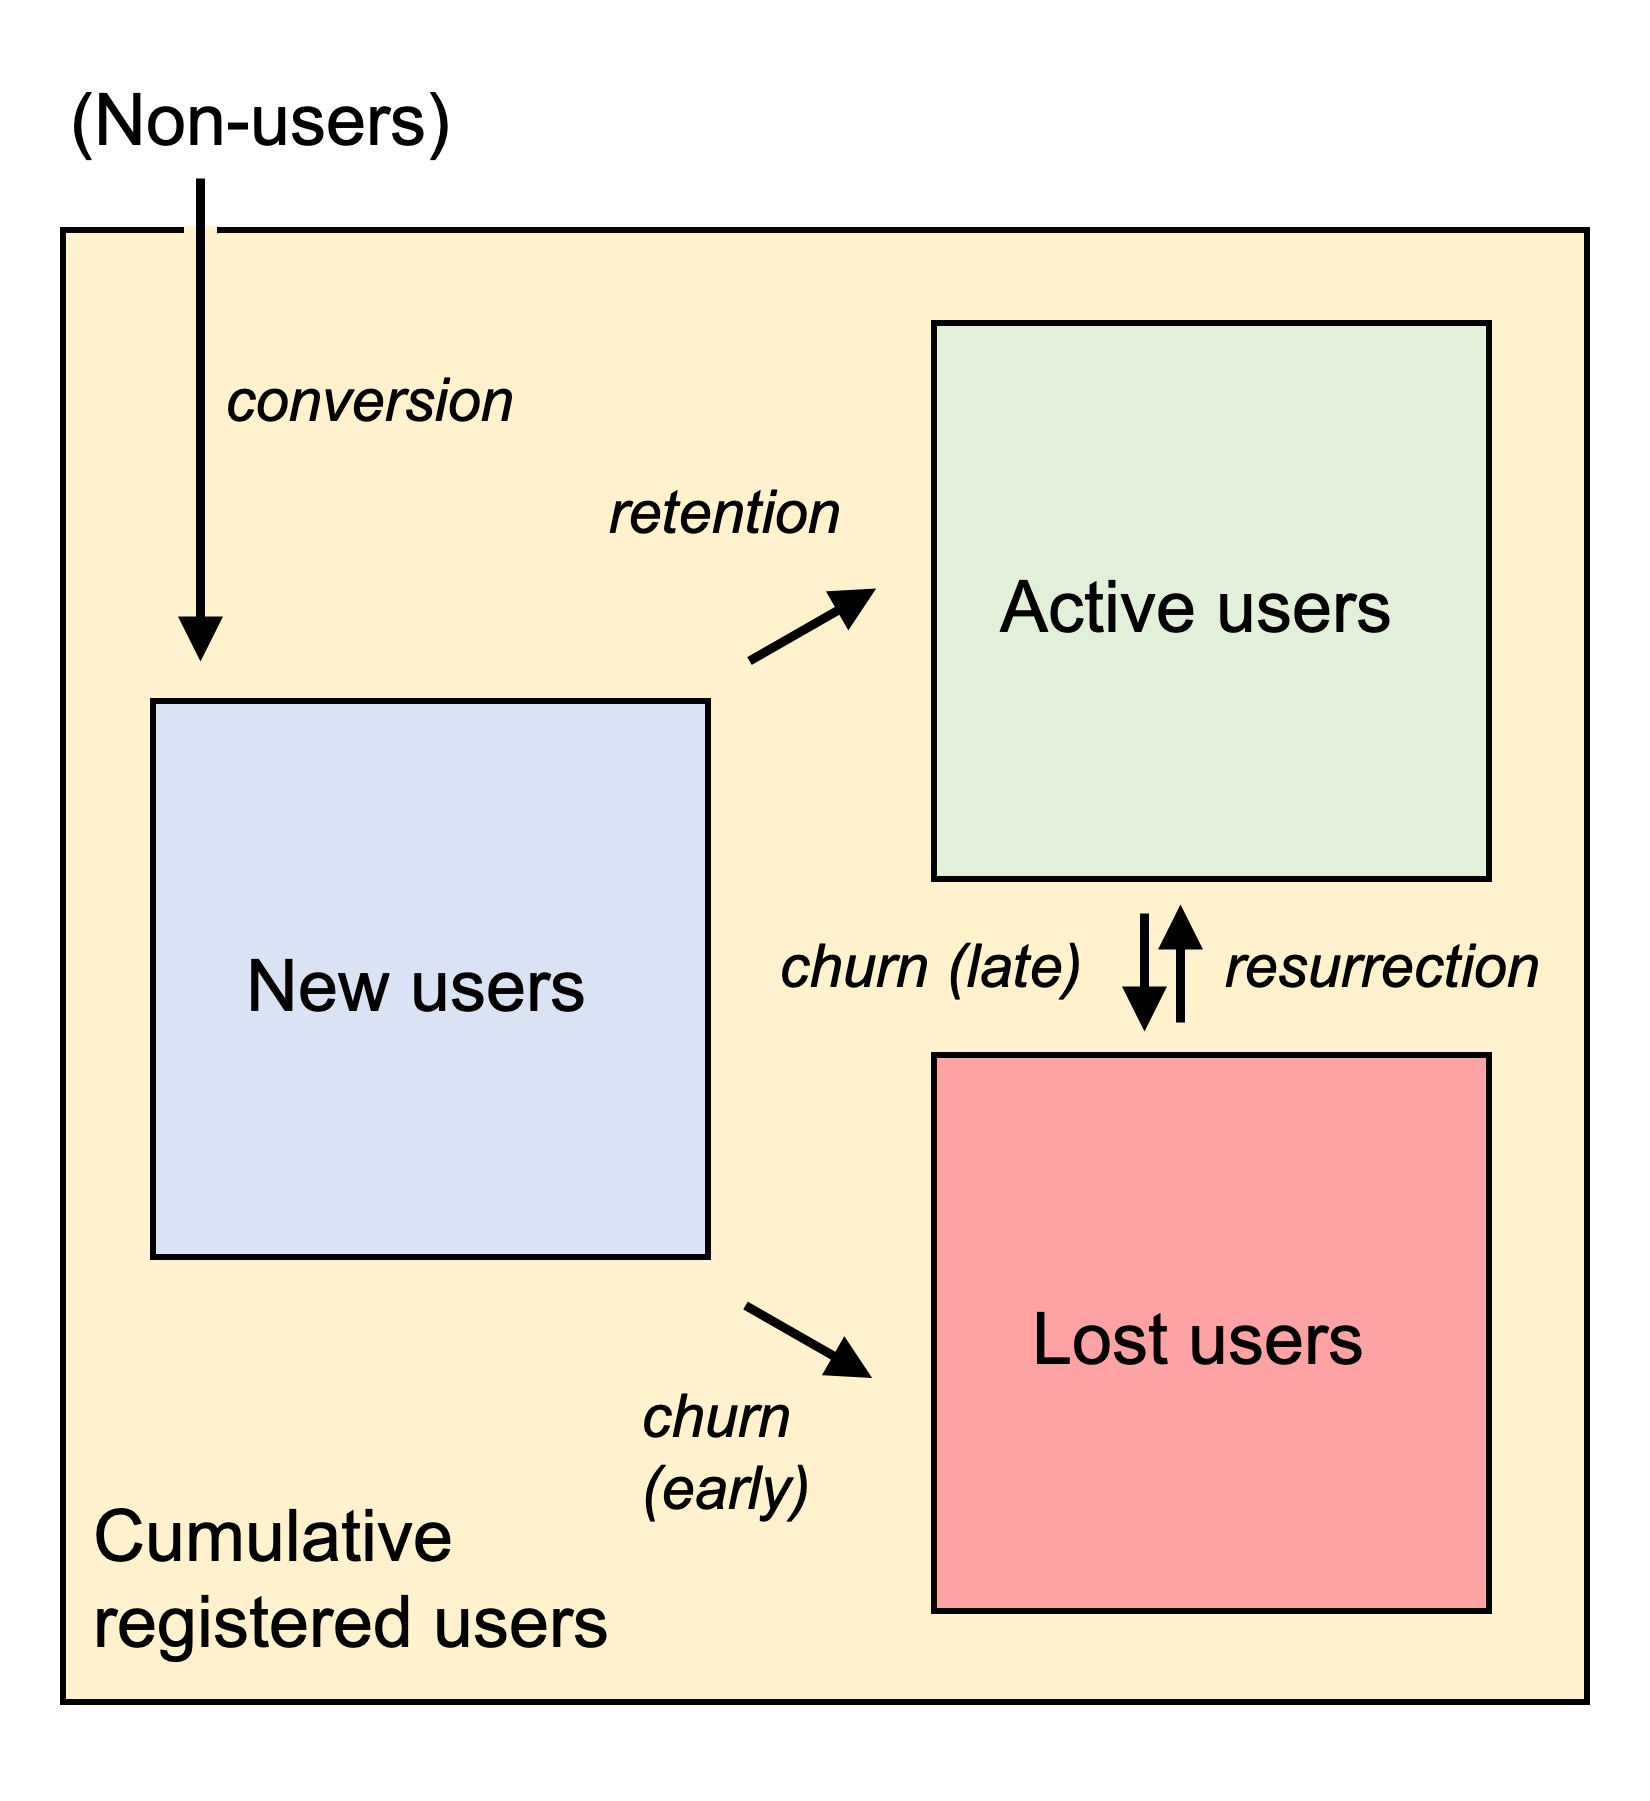 (Non-users)
conversion
retention
Active users
New users
churn (late)
resurrection
Lost users
churn
(early)
Cumulative
registered users